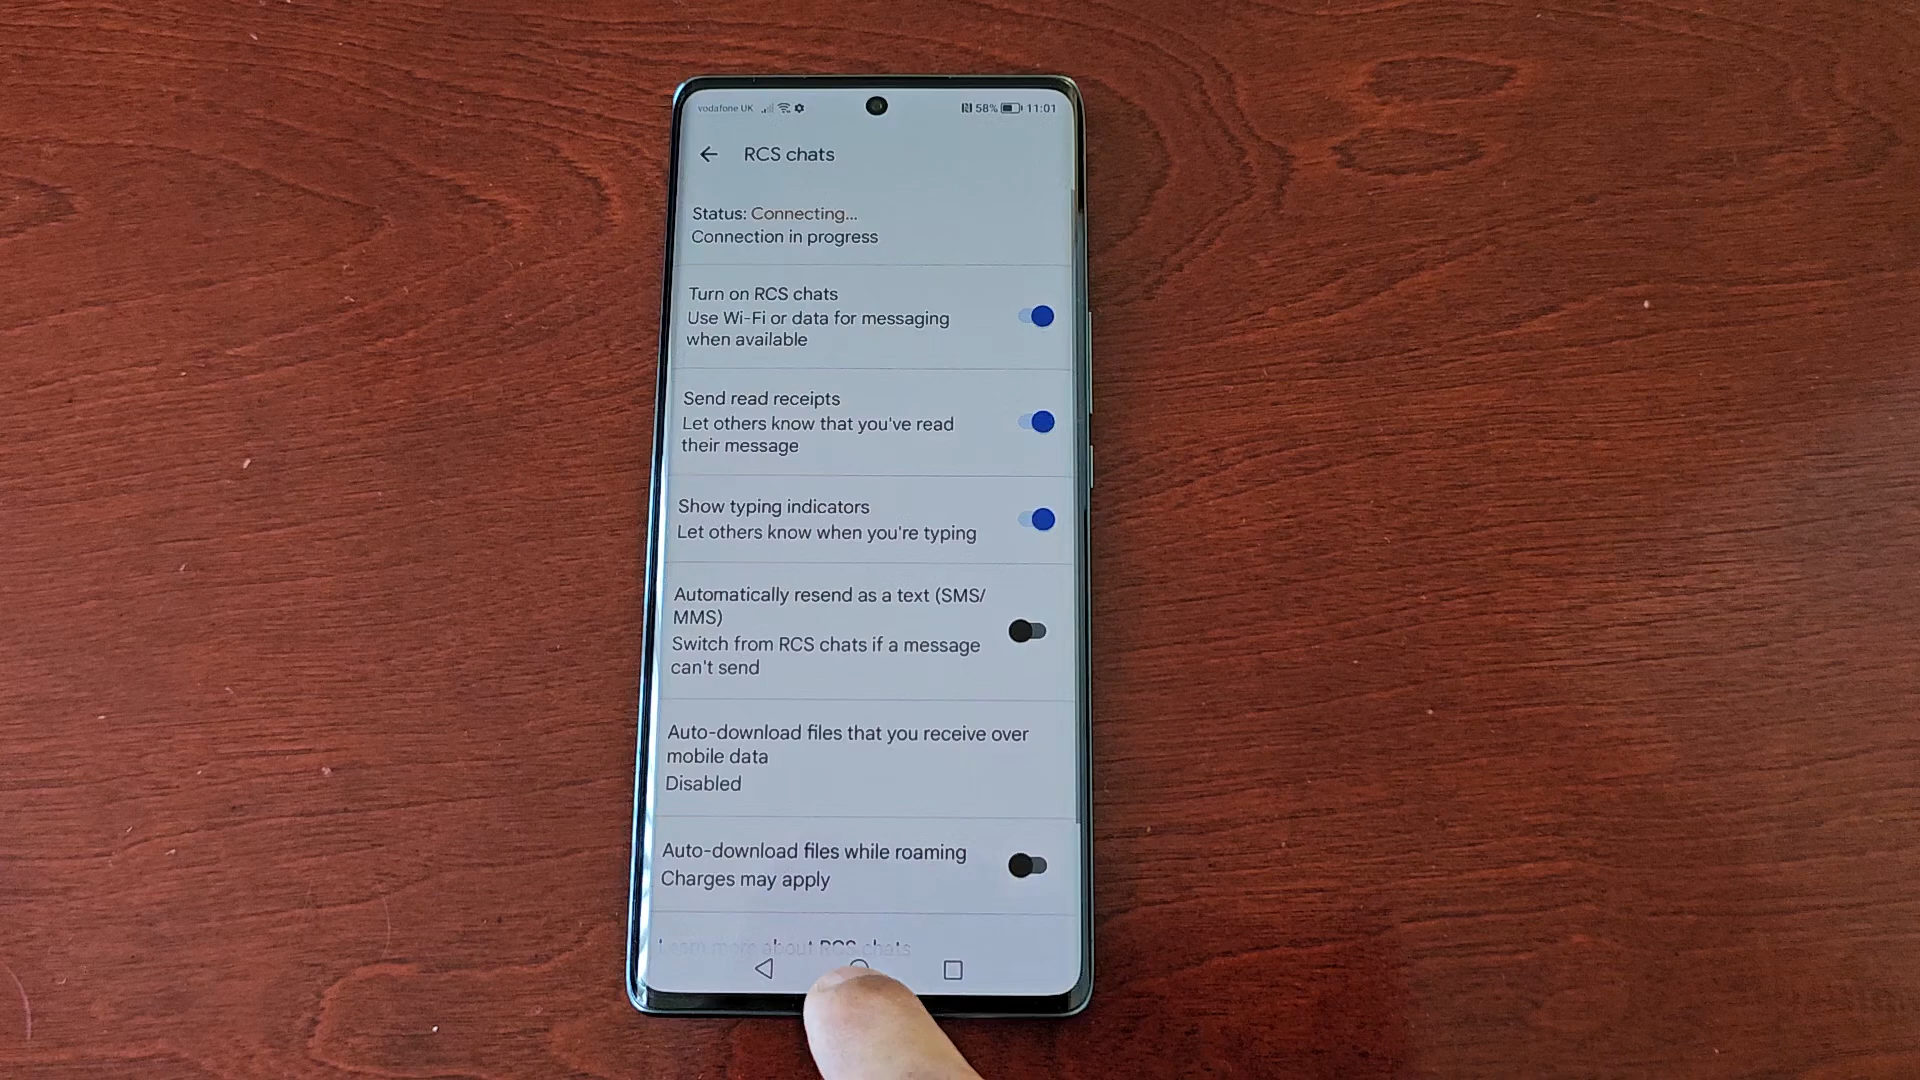 vodafone UK 58% 11:01
RCS chats
Status: Connecting...
Connection in progress
Turn on RCS chats
Use Wi-Fi or data for messaging
when available
Send read receipts
Let others know that you've read
their message
Show typing indicators
Let others know when you're typing
Automatically resend as a text (SMS/
MMS)
Switch from RCS chats if a message
can't send
Auto-download files that you receive over
mobile data
Disabled
Auto-download files while roaming
Charges may apply
Learn more about RCS chats